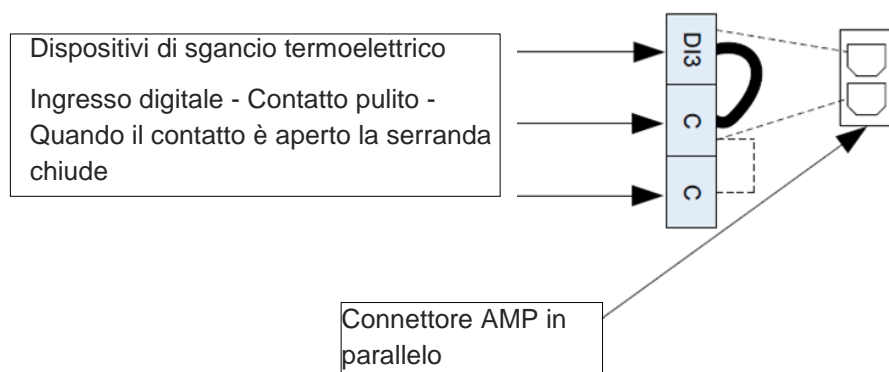 Dispositivi di sgancio termoelettrico
Ingresso digitale - Contatto pulito -
Quando il contatto è aperto la serranda
chiude
DI3
C
C
Connettore AMP in
parallelo